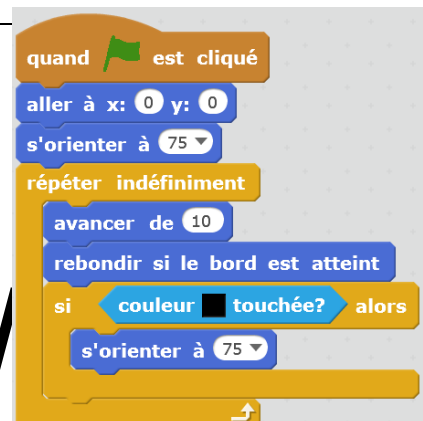 quand est cliqué
aller à x: 0 y: 0
s'orienter à 75
répéter indéfiniment
avancer de 10
rebondir si le bord est atteint
si couleur touchée? alors
s'orienter à 75